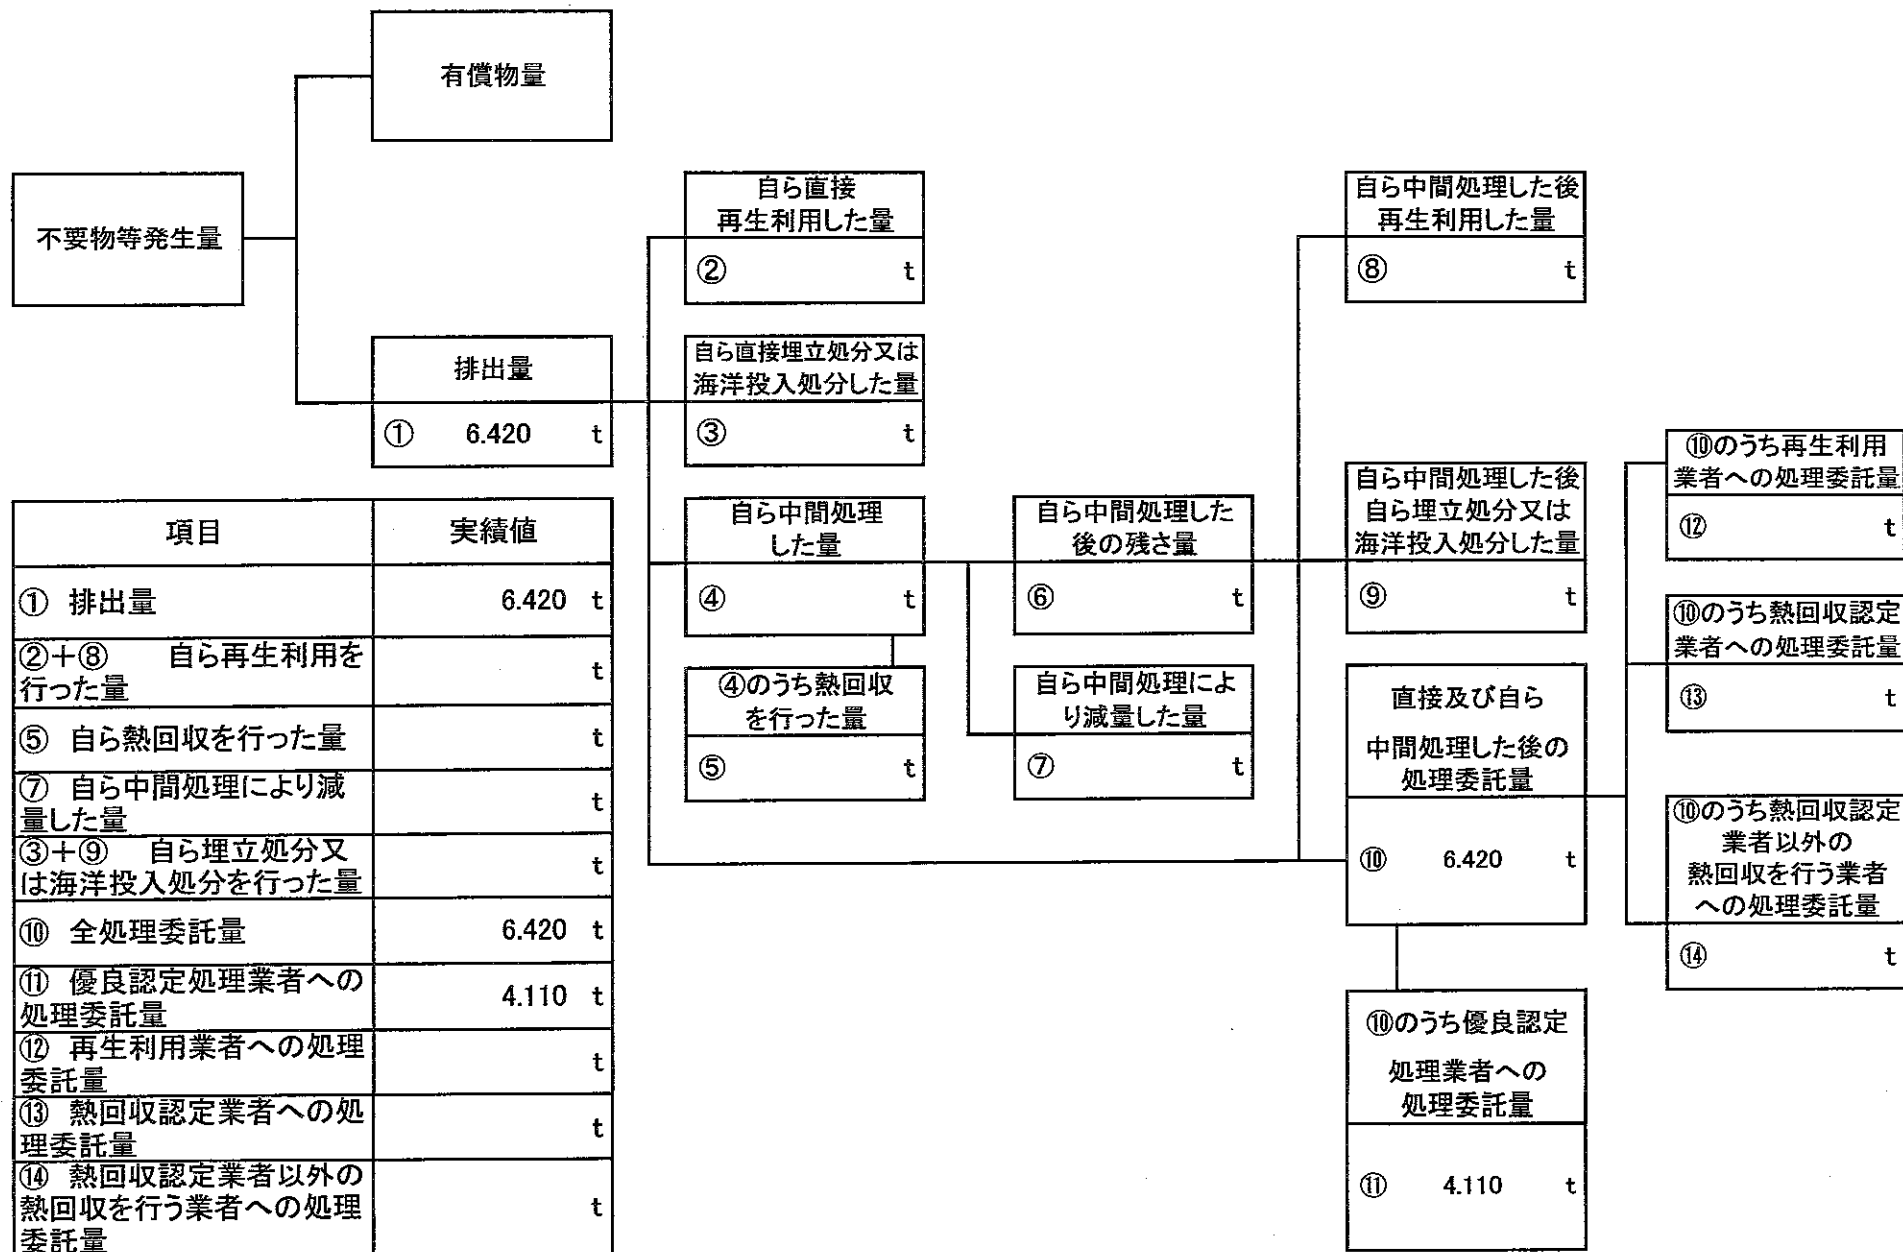 有償物量
不要物等発生量
排出量
① 6.420 t
自ら直接
再生利用した量
② t
自ら直接埋立処分又は
海洋投入処分した量
③ t
自ら中間処理
した量
④ t
④のうち熱回収
を行った量
⑤ t
自ら中間処理した
後の残さ量
⑥ t
自ら中間処理によ
り減量した量
⑦ t
自ら中間処理した後
再生利用した量
⑧ t
自ら中間処理した後
自ら埋立処分又は
海洋投入処分した量
⑨ t
直接及び自ら
中間処理した後の
処理委託量
⑩ 6.420 t
⑩のうち優良認定
処理業者への
処理委託量
⑪ 4.110 t
⑩のうち再生利用
業者への処理委託量
⑫ t
⑩のうち熱回収認定
業者への処理委託量
⑬ t
⑩のうち熱回収認定
業者以外の
熱回収を行う業者
への処理委託量
⑭ t
項目 実績値
① 排出量 6.420 t
②＋⑧ 自ら再生利用を
行った量 t
⑤ 自ら熱回収を行った量 t
⑦ 自ら中間処理により減
量した量 t
③＋⑨ 自ら埋立処分又
は海洋投入処分を行った量 t
⑩ 全処理委託量 6.420 t
⑪ 優良認定処理業者への
処理委託量 4.110 t
⑫ 再生利用業者への処理
委託量 t
⑬ 熱回収認定業者への処
理委託量 t
⑭ 熱回収認定業者以外の
熱回収を行う業者への処理
委託量 t